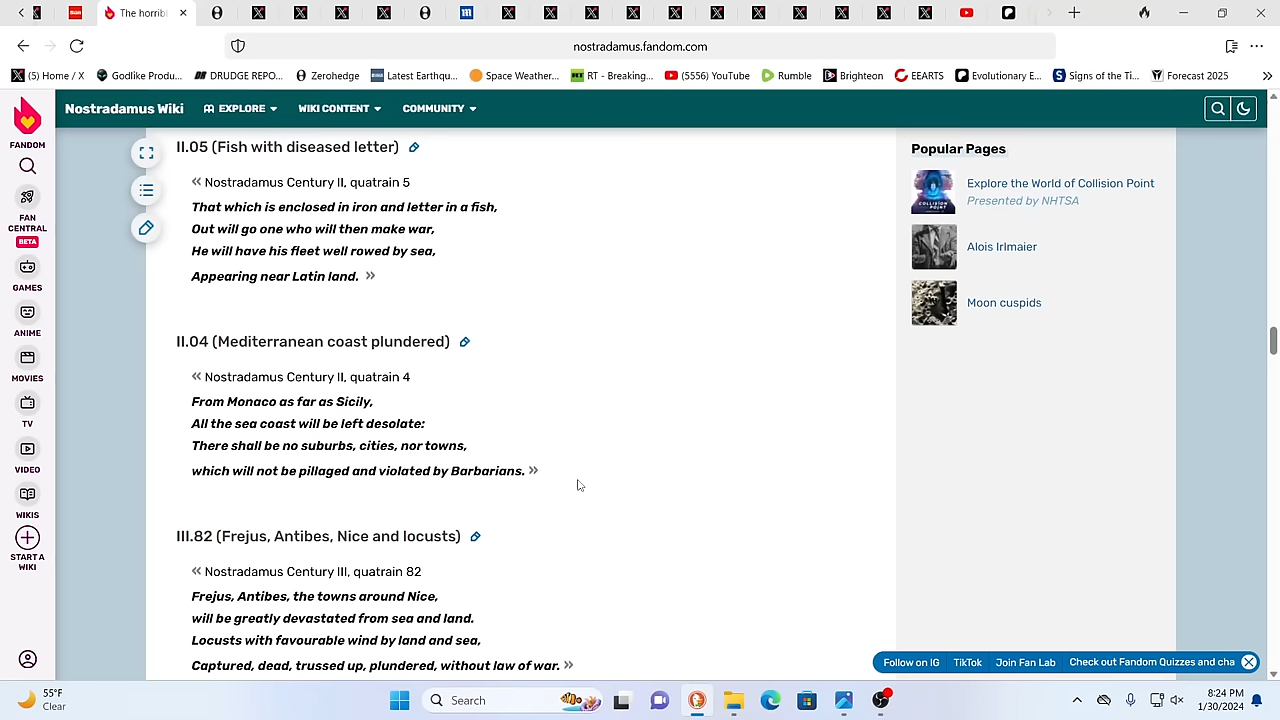 The horribl
nostradamus.fandom.com
(5) Home / X
Godlike Produ...
DRUDGE REPO...
Zerohedge
Latest Earthqu...
Space Weather...
RT - Breaking...
(5556) YouTube
Rumble
Brighteon
EEARTS
Evolutionary E...
Signs of the Ti...
Forecast 2025
FANDOM
FAN CENTRAL
BETA
GAMES
ANIME
MOVIES
TV
VIDEO
WIKIS
START A WIKI
Nostradamus Wiki
EXPLORE
WIKI CONTENT
COMMUNITY
II.05 (Fish with diseased letter)
« Nostradamus Century II, quatrain 5
That which is enclosed in iron and letter in a fish,
Out will go one who will then make war,
He will have his fleet well rowed by sea,
Appearing near Latin land. »
II.04 (Mediterranean coast plundered)
« Nostradamus Century II, quatrain 4
From Monaco as far as Sicily,
All the sea coast will be left desolate:
There shall be no suburbs, cities, nor towns,
which will not be pillaged and violated by Barbarians. »
III.82 (Frejus, Antibes, Nice and locusts)
« Nostradamus Century III, quatrain 82
Frejus, Antibes, the towns around Nice,
will be greatly devastated from sea and land.
Locusts with favourable wind by land and sea,
Captured, dead, trussed up, plundered, without law of war. »
Popular Pages
Explore the World of Collision Point
Presented by NHTSA
Alois Irlmaier
Moon cuspids
Follow on IG
TikTok
Join Fan Lab
Check out Fandom Quizzes and cha
55°F
Clear
Search
8:24 PM
1/30/2024